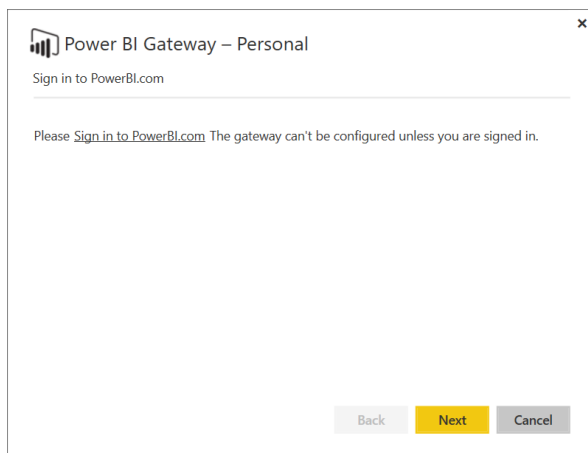 Power BI Gateway – Personal
Sign in to PowerBI.com
Please Sign in to PowerBI.com The gateway can't be configured unless you are signed in.
Back Next Cancel